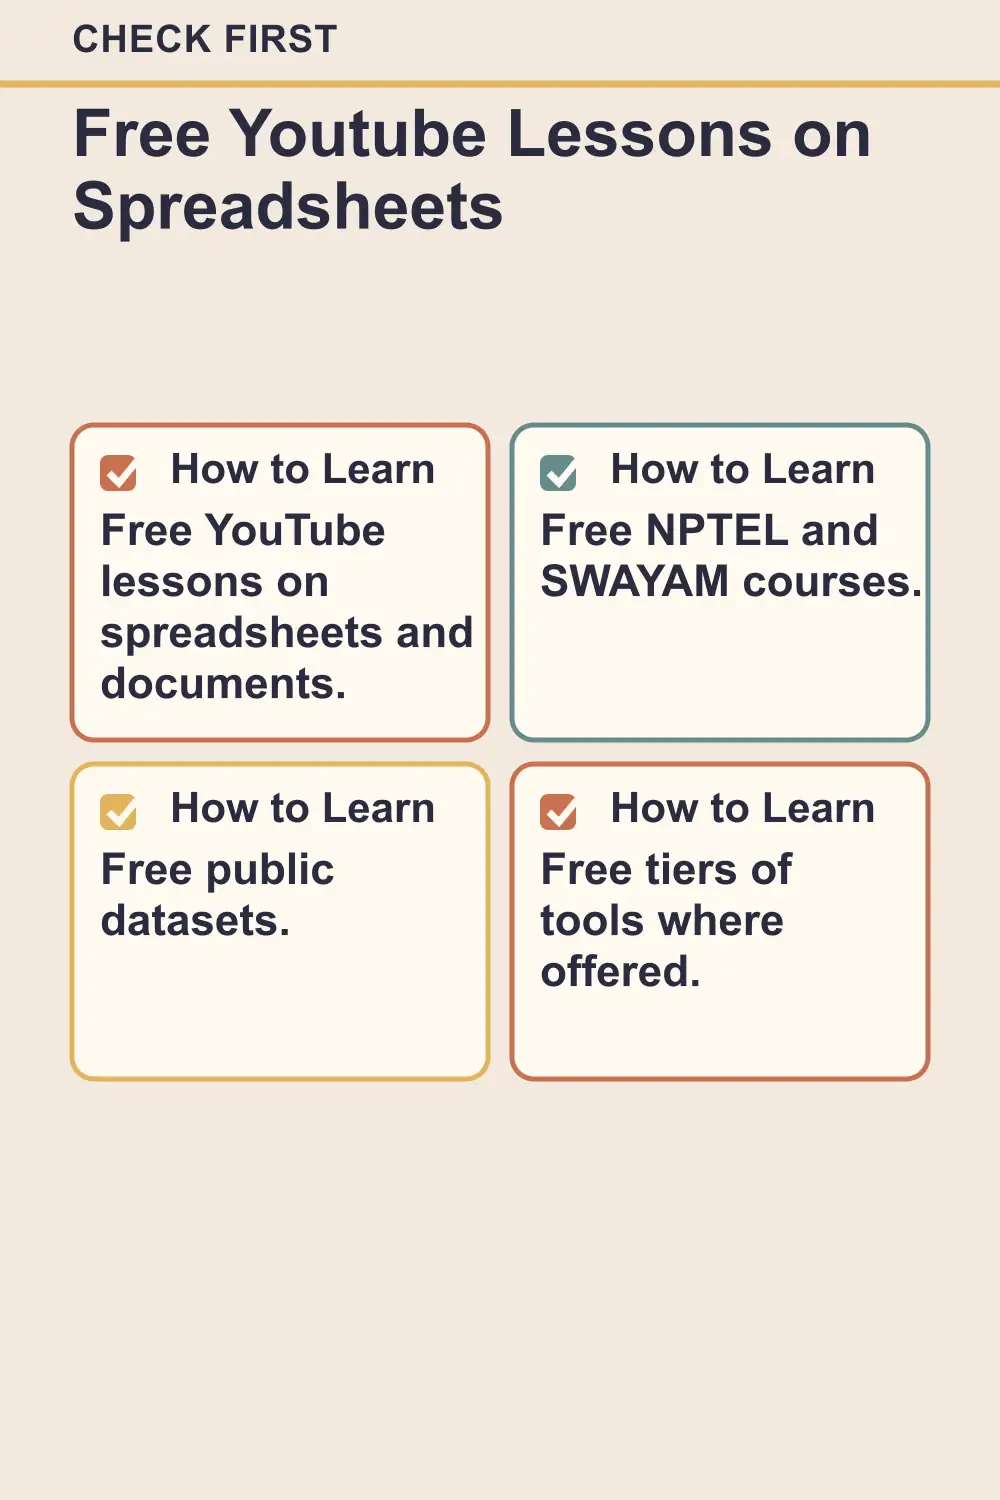 CHECK FIRST
Free Youtube Lessons on
Spreadsheets
How to Learn
Free YouTube
lessons on
spreadsheets and
documents.
How to Learn
Free NPTEL and
SWAYAM courses.
How to Learn
Free public
datasets.
How to Learn
Free tiers of
tools where
offered.